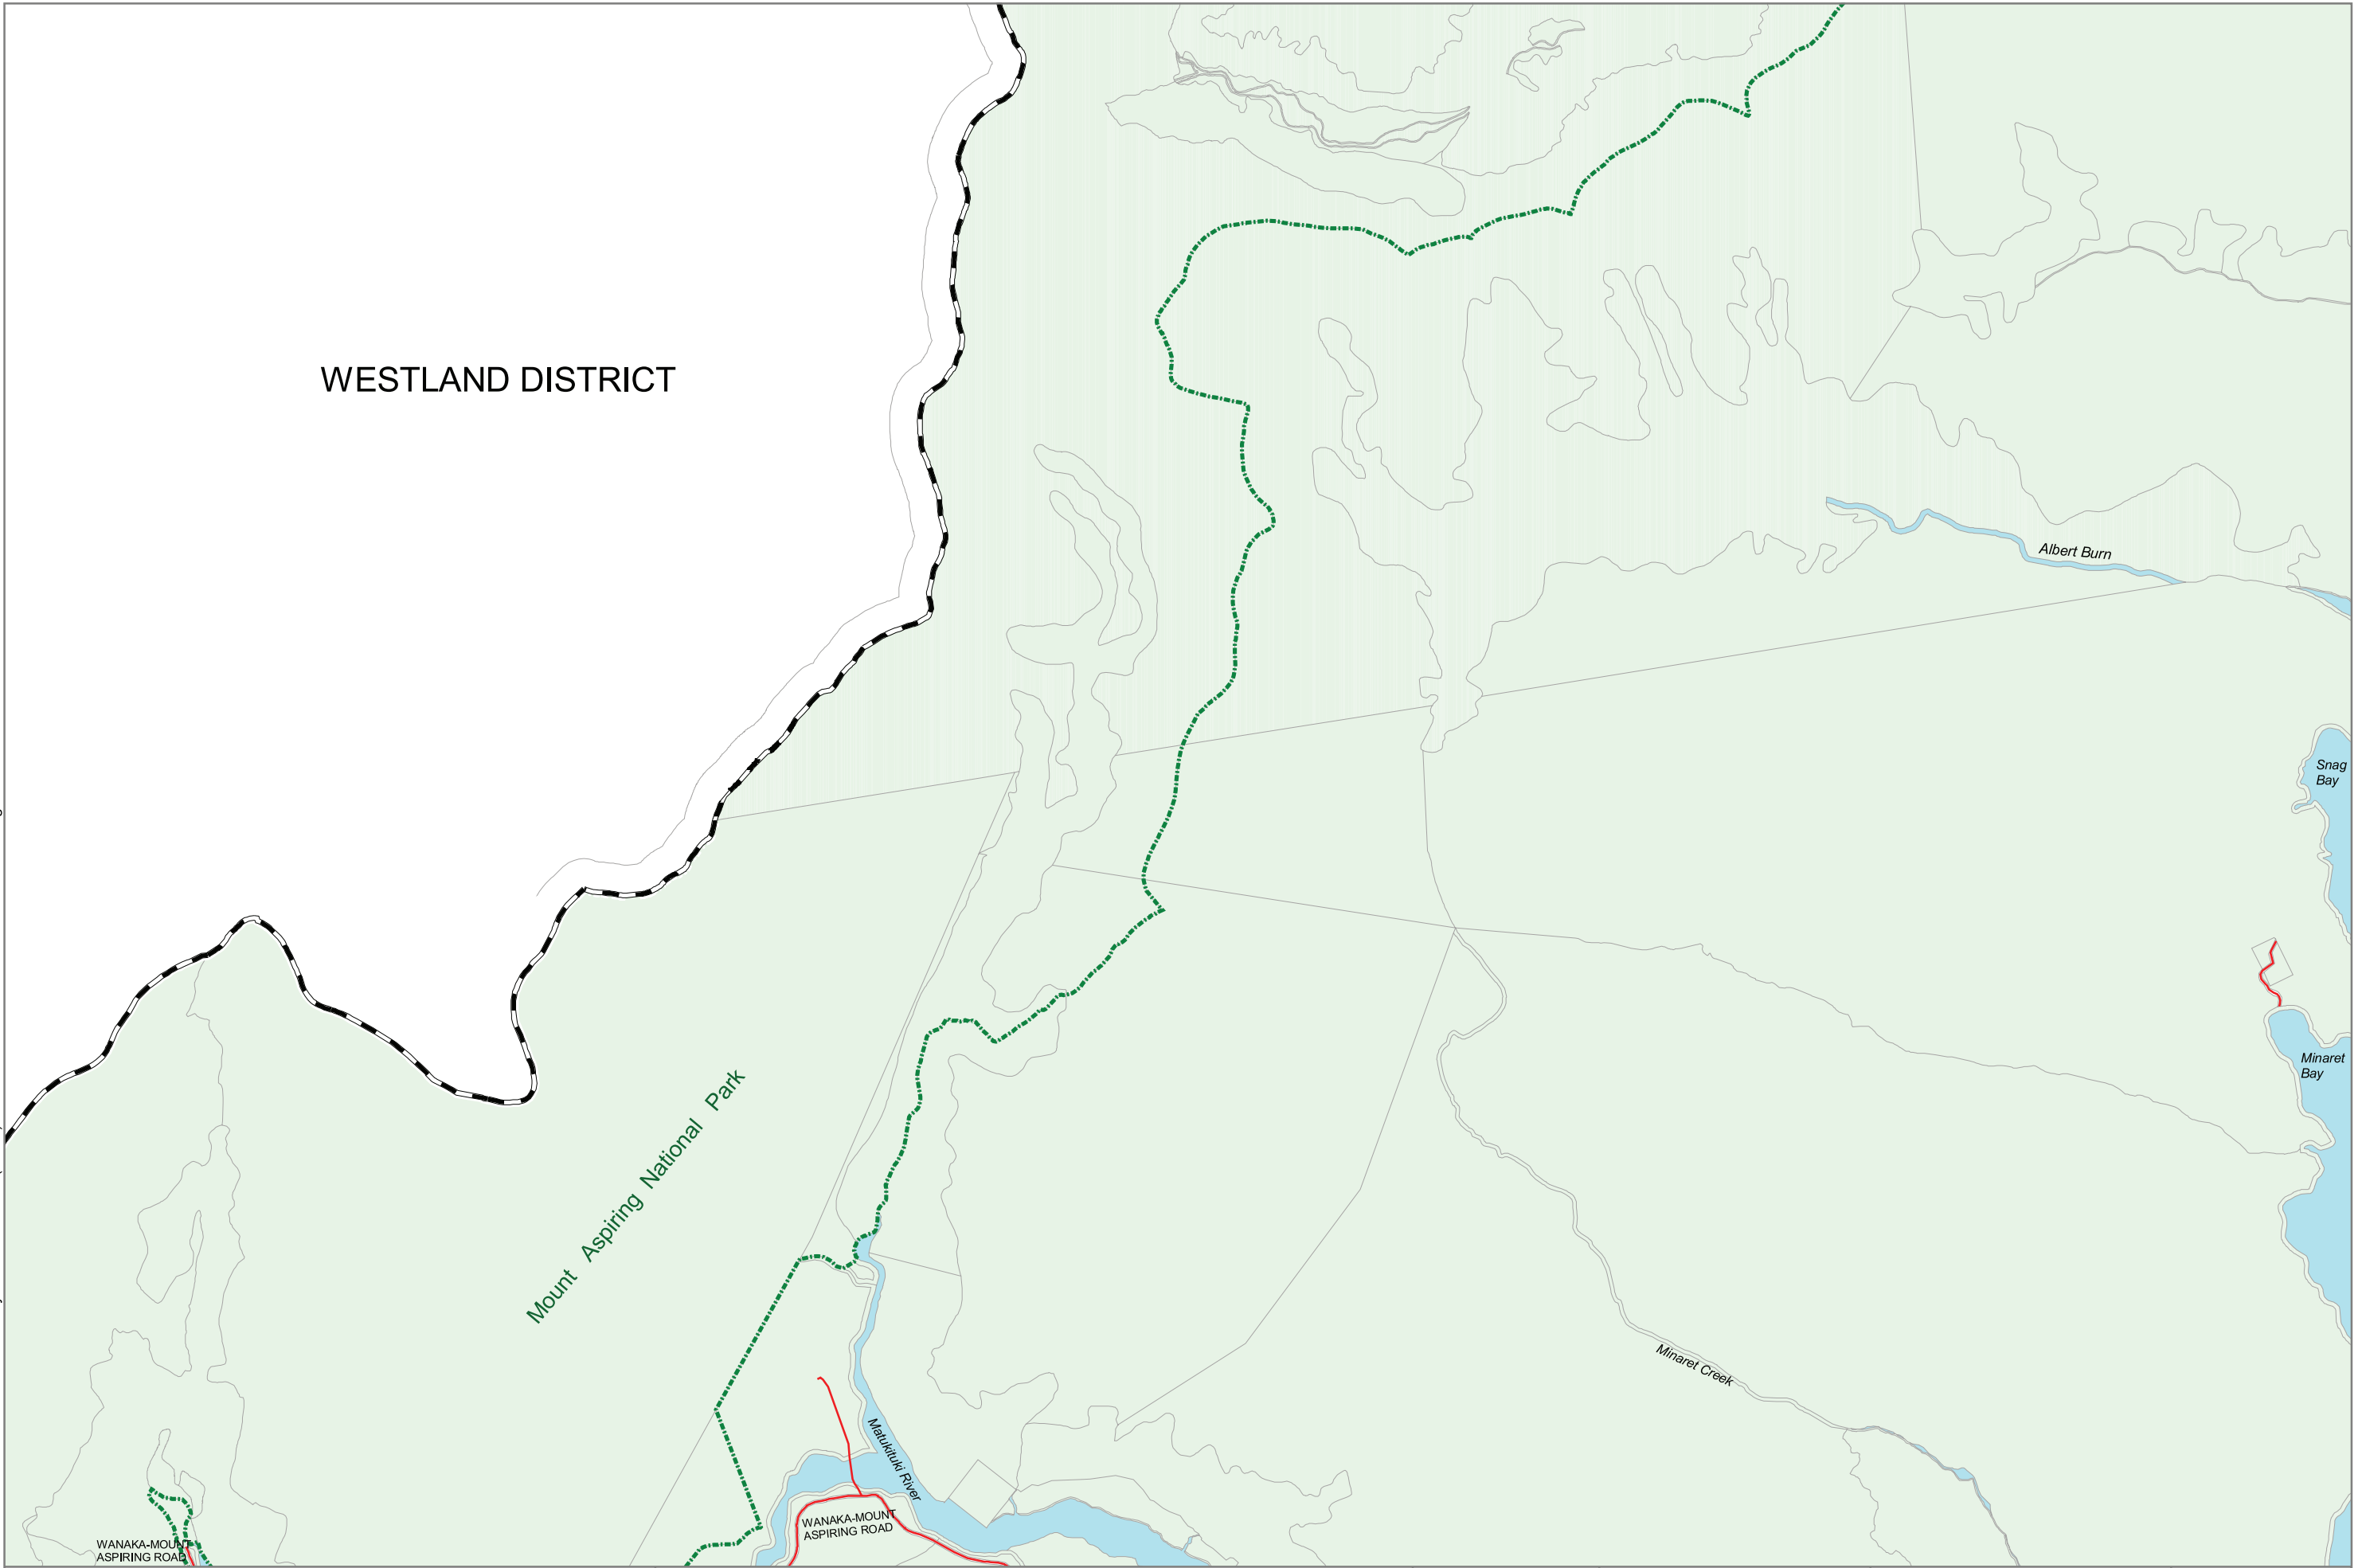 WESTLAND DISTRICT
Albert Burn
Snag
Bay
Minaret
Bay
Mount Aspiring National Park
Minaret Creek
Matukituki River
WANAKA-MOUNT
ASPIRING ROAD
WANAKA-MOUNT
ASPIRING ROAD